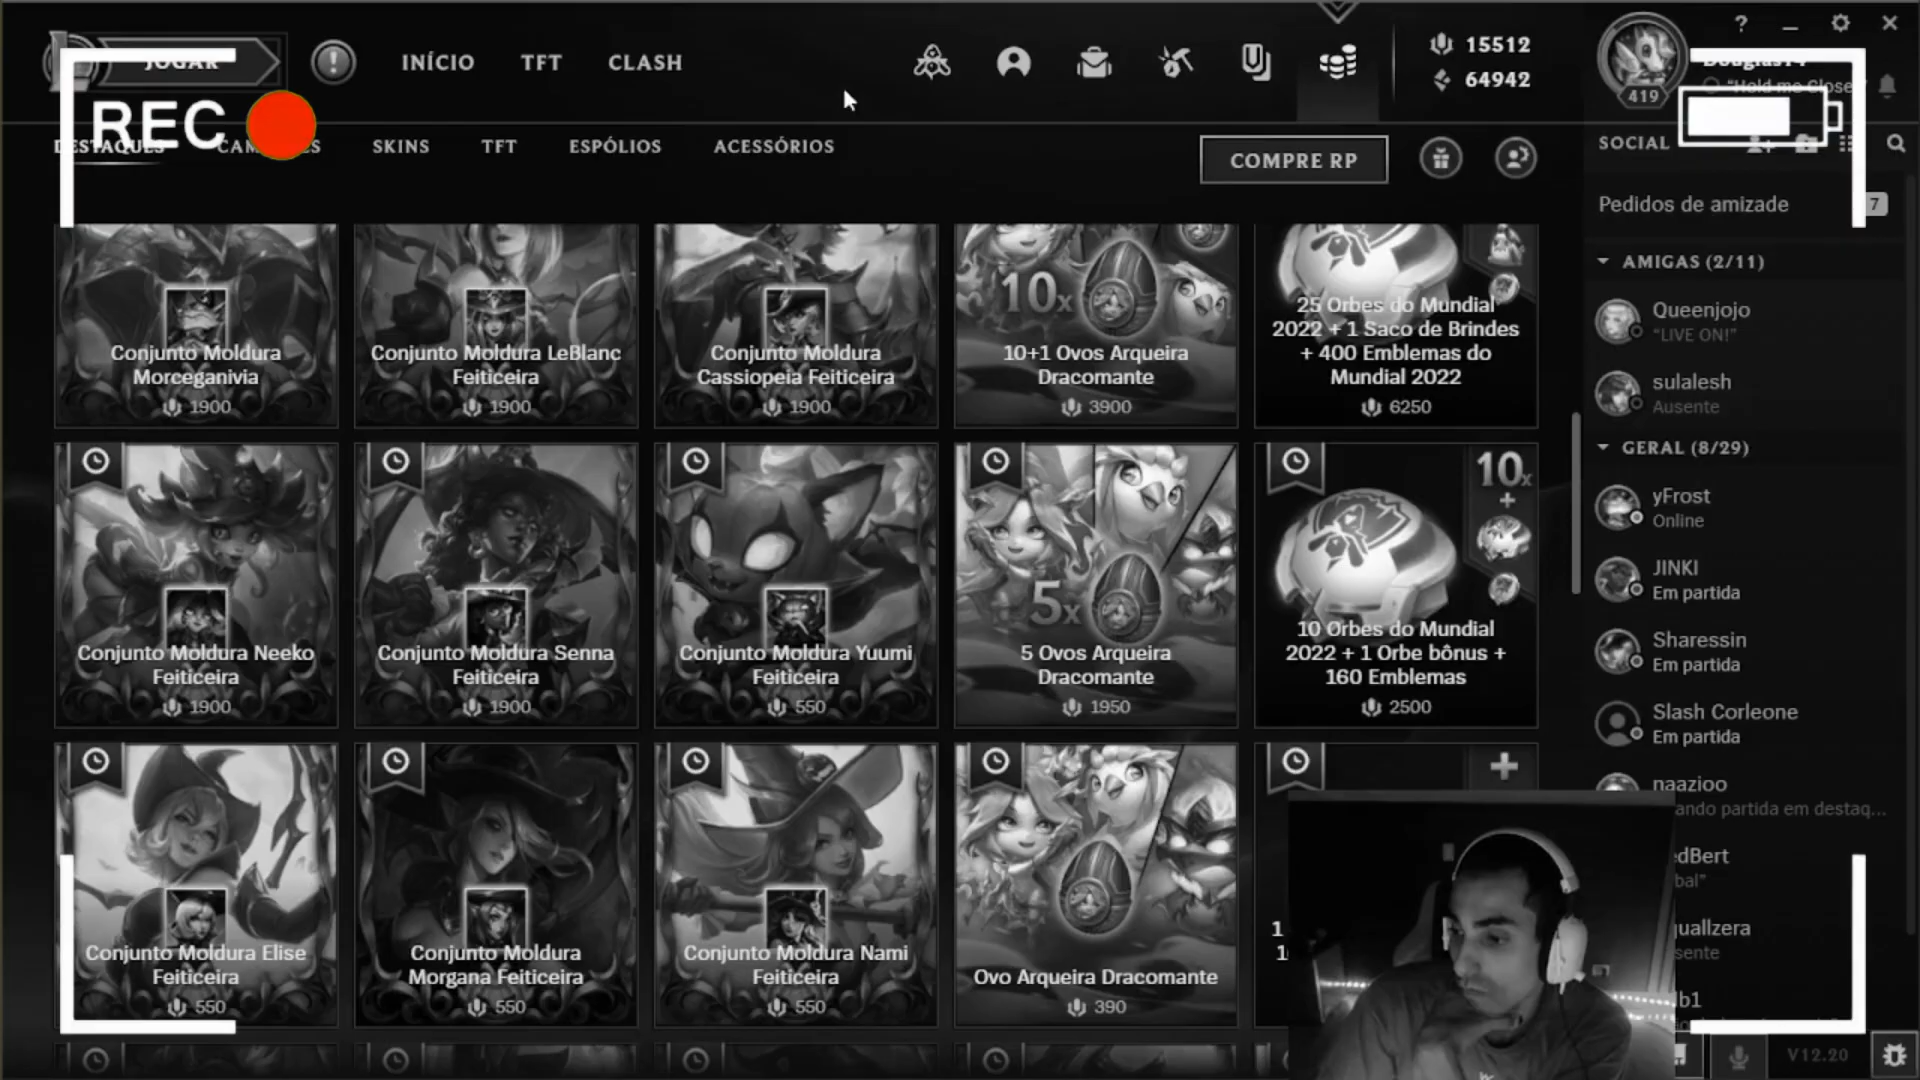 JOGAR
INÍCIO
TFT
CLASH
15512
64942
419
"Hold me Close"
REC
DESTAQUES
SKINS
TFT
ESPÓLIOS
ACESSÓRIOS
COMPRE RP
SOCIAL
Pedidos de amizade
7
AMIGAS (2/11)
Queenjojo
"LIVE ON!"
sulalesh
Ausente
GERAL (8/29)
yFrost
Online
JINKI
Em partida
Sharessin
Em partida
Slash Corleone
Em partida
naazioo
V12.20
Conjunto Moldura
Morceganivia
1900
Conjunto Moldura LeBlanc
Feiticeira
1900
Conjunto Moldura
Cassiopeia Feiticeira
1900
10x
10+1 Ovos Arqueira
Dracomante
3900
25 Orbes do Mundial
2022 + 1 Saco de Brindes
+ 400 Emblemas do
Mundial 2022
6250
Conjunto Moldura Neeko
Feiticeira
1900
Conjunto Moldura Senna
Feiticeira
1900
Conjunto Moldura Yuumi
Feiticeira
550
5x
5 Ovos Arqueira
Dracomante
1950
10x
+
10 Orbes do Mundial
2022 + 1 Orbe bônus +
160 Emblemas
2500
Conjunto Moldura Elise
Feiticeira
550
Conjunto Moldura
Morgana Feiticeira
550
Conjunto Moldura Nami
Feiticeira
550
Ovo Arqueira Dracomante
390